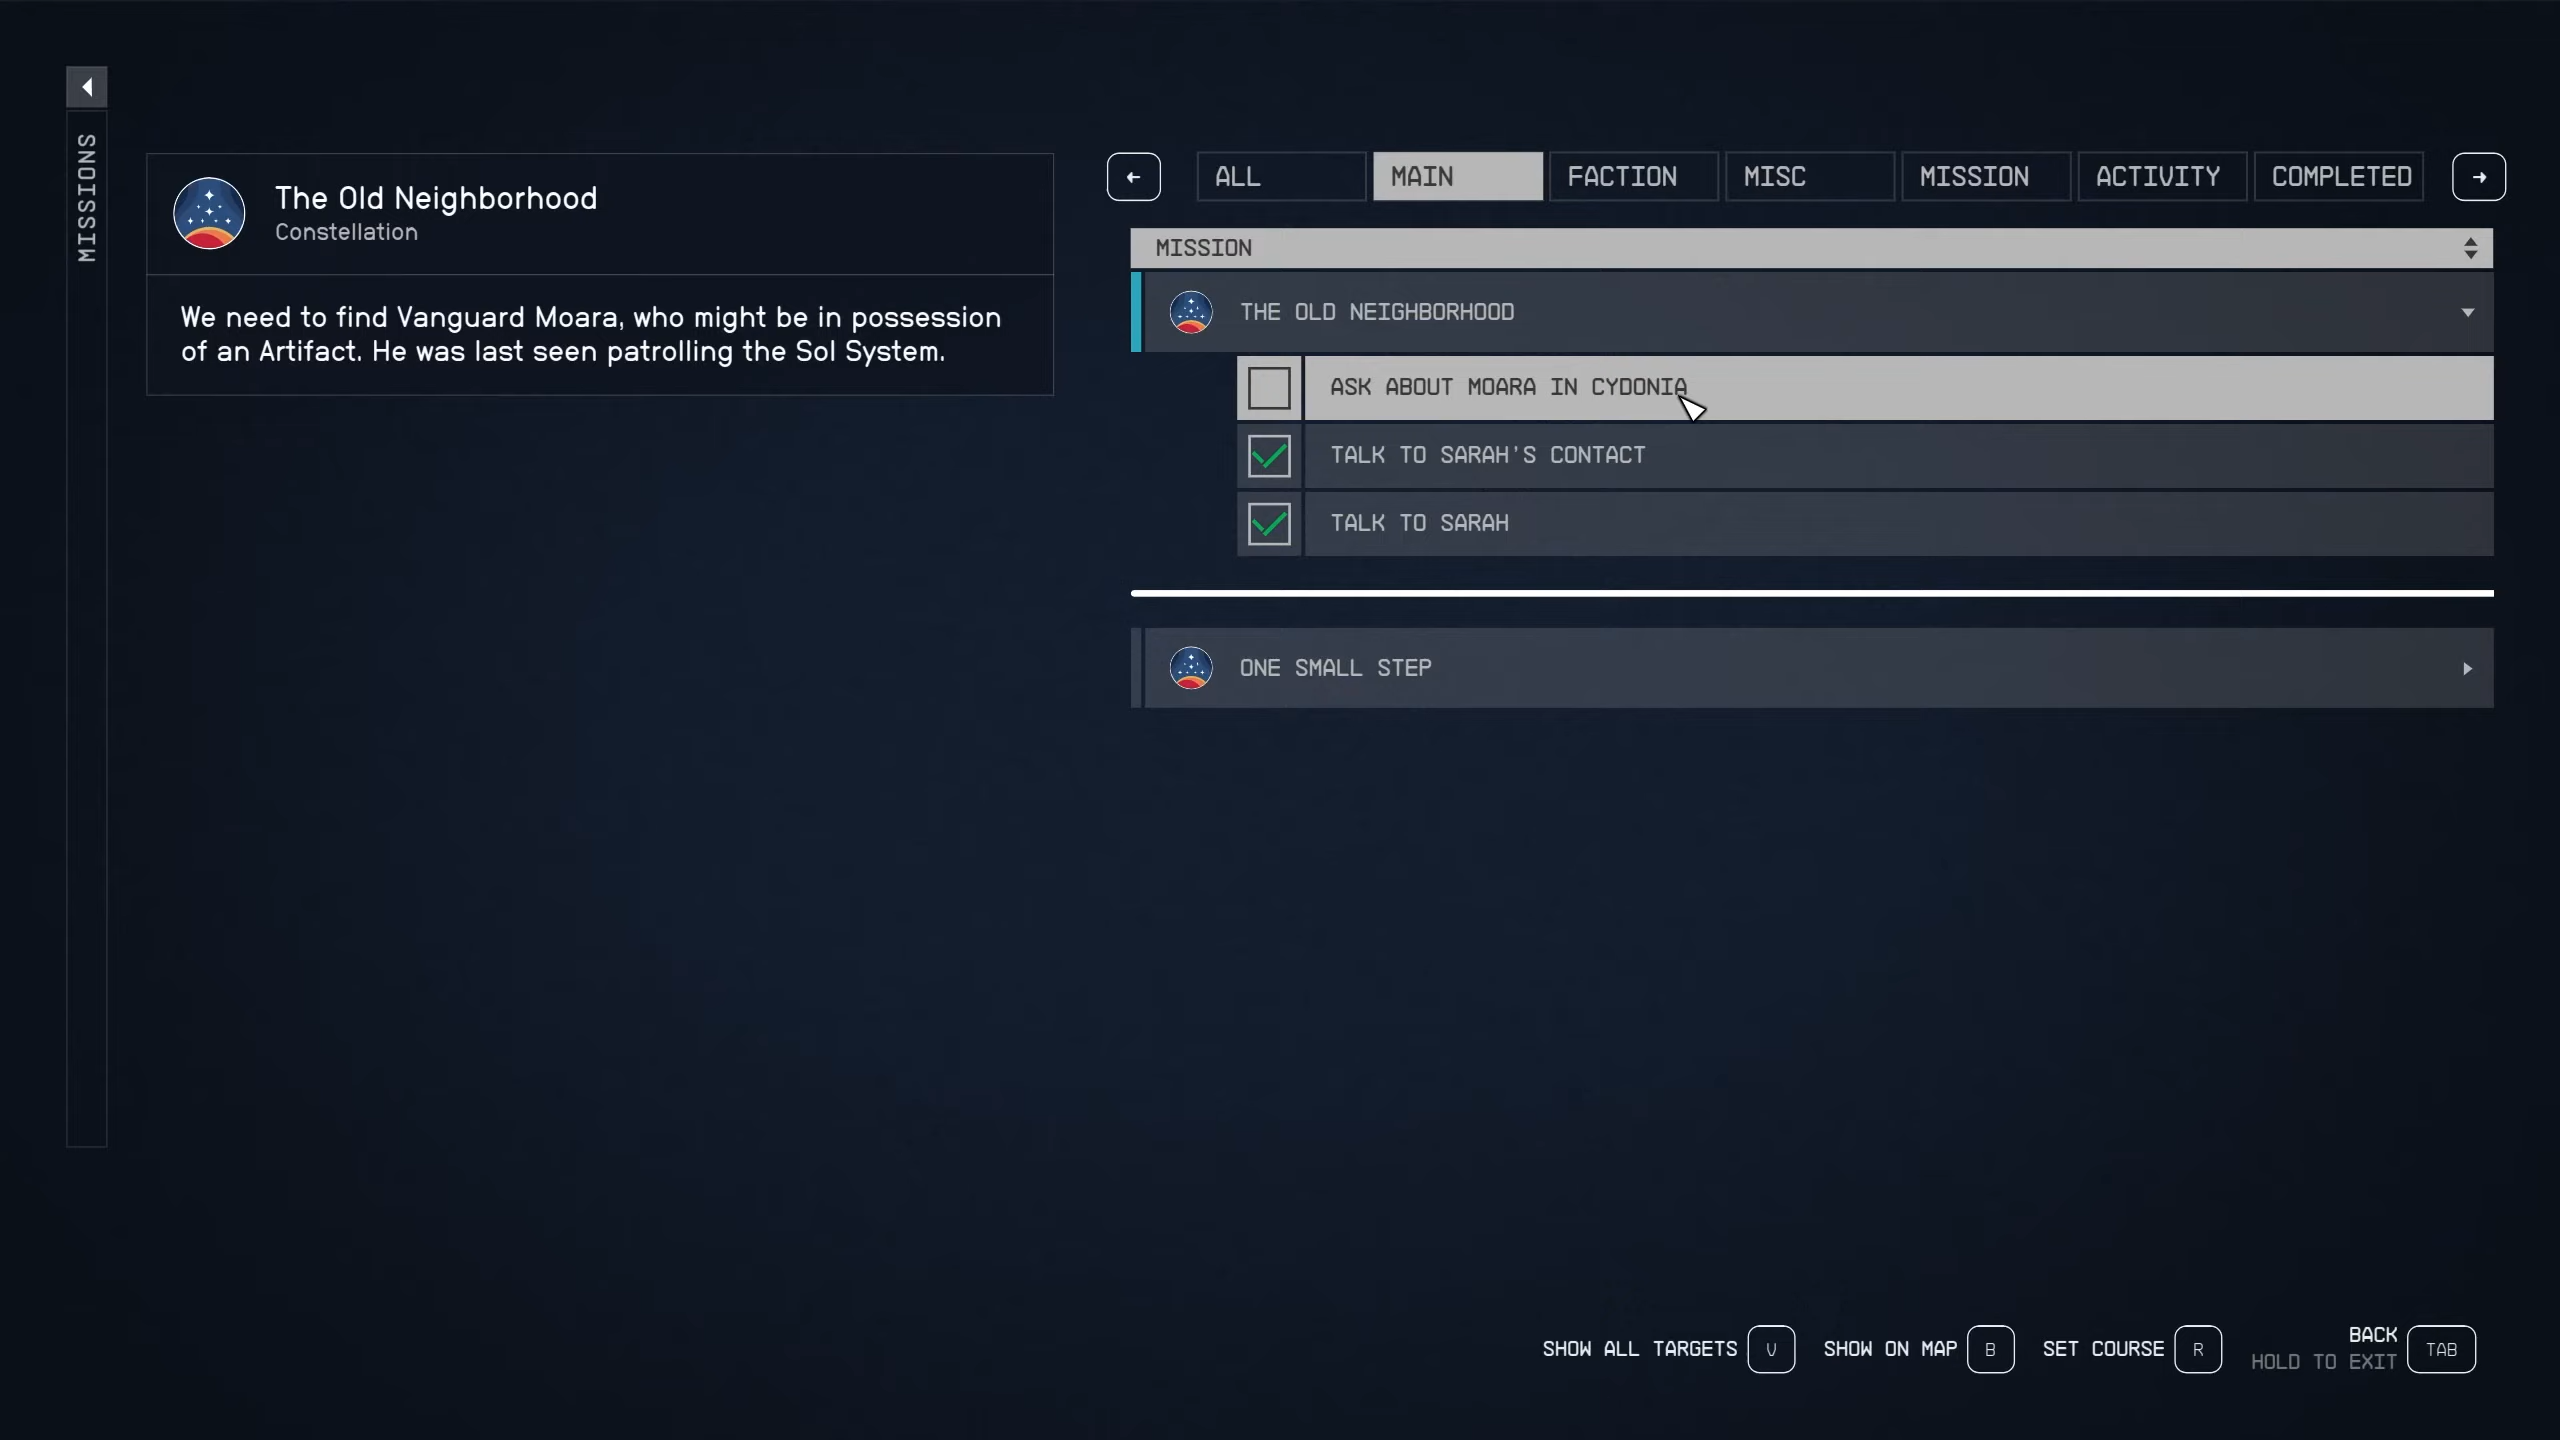 MISSIONS
The Old Neighborhood
Constellation
We need to find Vanguard Moara, who might be in possession
of an Artifact. He was last seen patrolling the Sol System.
ALL
MAIN
FACTION
MISC
MISSION
ACTIVITY
COMPLETED
MISSION
THE OLD NEIGHBORHOOD
ASK ABOUT MOARA IN CYDONIA
TALK TO SARAH'S CONTACT
TALK TO SARAH
ONE SMALL STEP
SHOW ALL TARGETS V
SHOW ON MAP B
SET COURSE R
BACK
HOLD TO EXIT
TAB